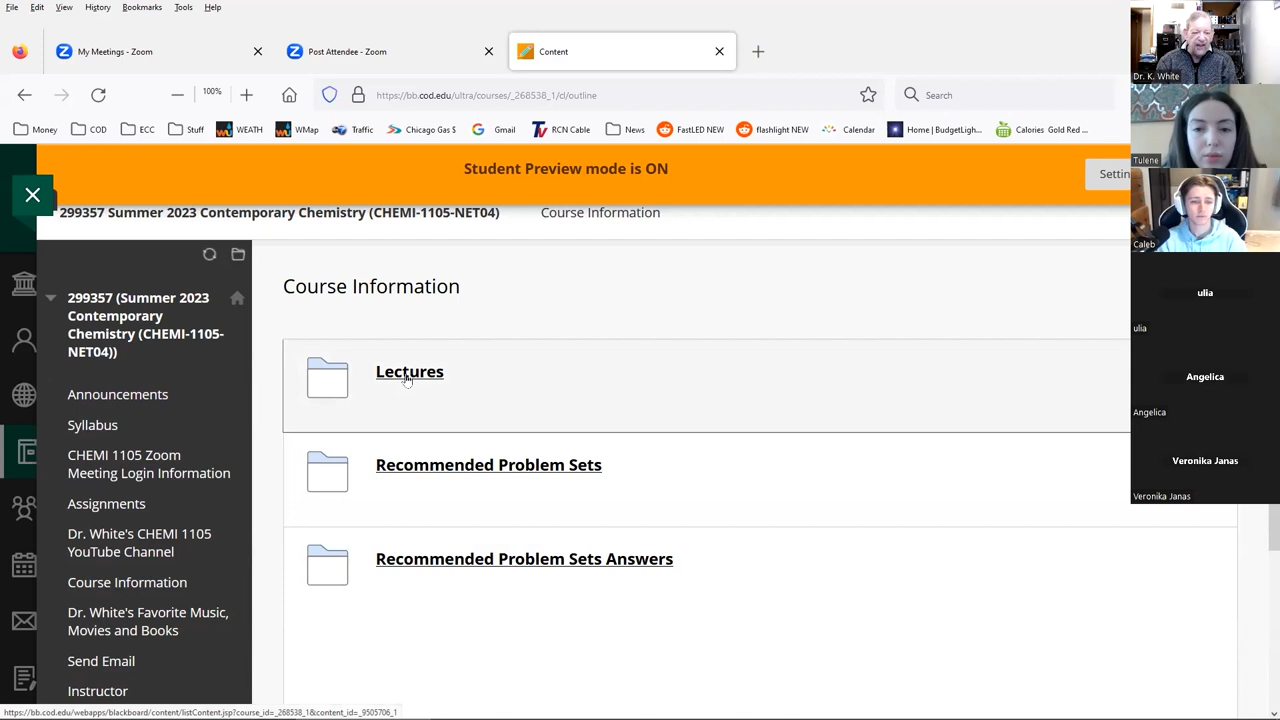 File Edit View History Bookmarks Tools Help
My Meetings - Zoom
Post Attendee - Zoom
Content
100%
https://bb.cod.edu/ultra/courses/_268538_1/cl/outline
Search
Money COD ECC Stuff WEATH WMap Traffic Chicago Gas $ Gmail RCN Cable News FastLED NEW flashlight NEW Calendar Home | BudgetLigh... Calories Gold Red ...
Student Preview mode is ON
Settin
299357 Summer 2023 Contemporary Chemistry (CHEMI-1105-NET04)
Course Information
299357 (Summer 2023
Contemporary
Chemistry (CHEMI-1105-
NET04))
Announcements
Syllabus
CHEMI 1105 Zoom
Meeting Login Information
Assignments
Dr. White's CHEMI 1105
YouTube Channel
Course Information
Dr. White's Favorite Music,
Movies and Books
Send Email
Instructor
Course Information
Lectures
Recommended Problem Sets
Recommended Problem Sets Answers
Dr. K. White
Tulene
Caleb
ulia
ulia
Angelica
Angelica
Veronika Janas
Veronika Janas
https://bb.cod.edu/webapps/blackboard/content/listContent.jsp?course_id=_268538_1&content_id=_9505706_1